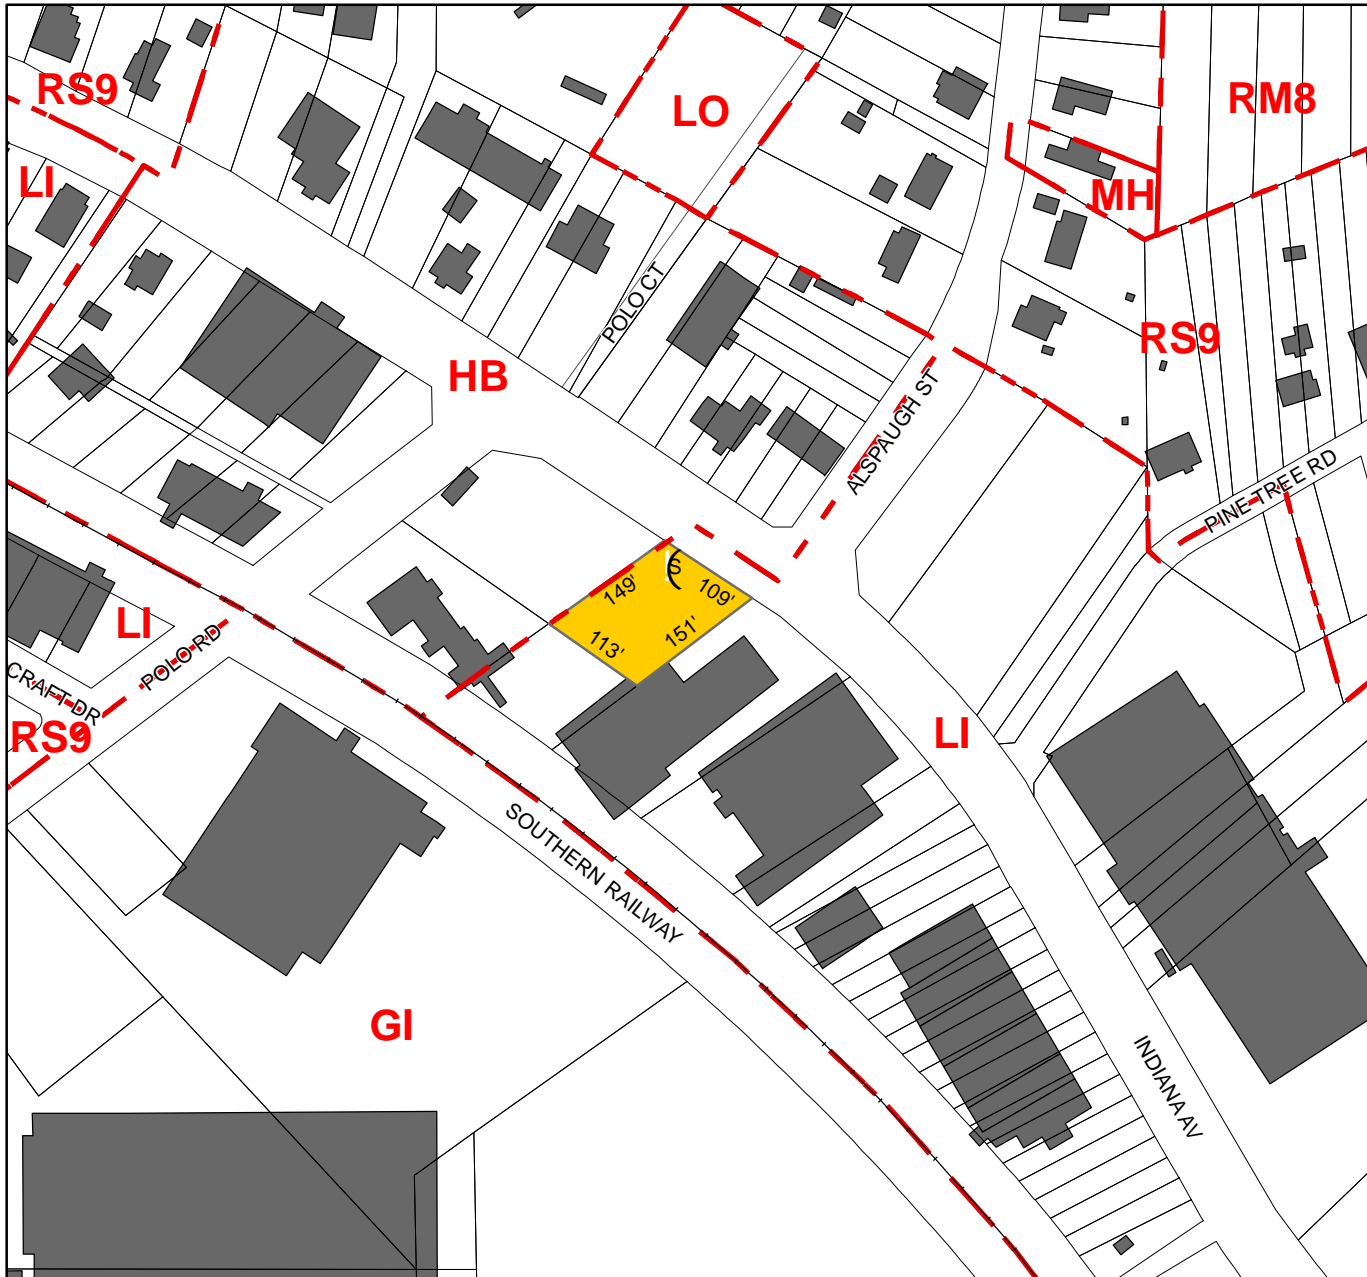 RS9
LO
RM8
LI
MH
POLO CT
RS9
HB
ALSPAUGH ST
PINE TREE RD
S
149'
109'
151'
113'
LI
POLO RD
CRAFT DR
RS9
LI
SOUTHERN RAILWAY
GI
INDIANA AV